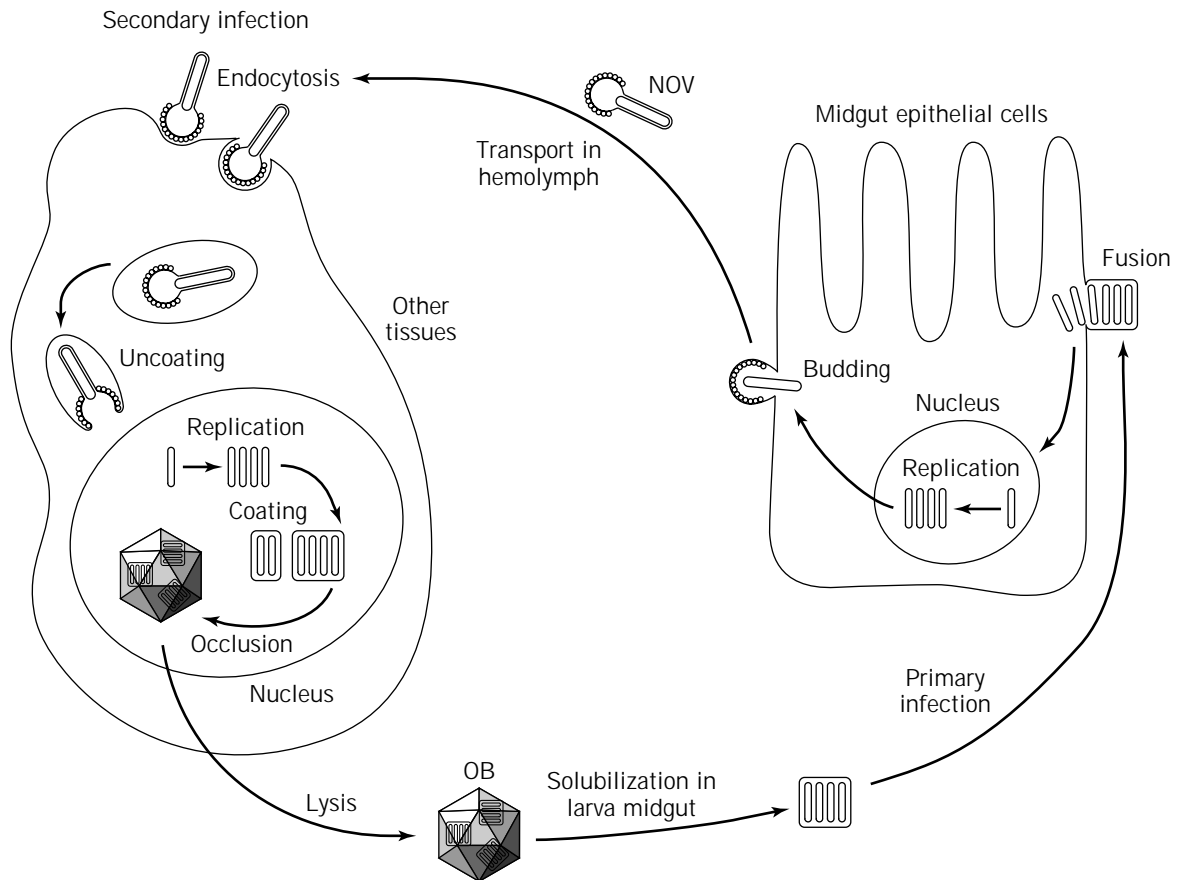 Secondary infection
Endocytosis
NOV
Midgut epithelial cells
Transport in
hemolymph
Fusion
Other
tissues
Uncoating
Budding
Nucleus
Replication
Replication
Coating
Occlusion
Nucleus
Primary
infection
OB
Solubilization in
larva midgut
Lysis